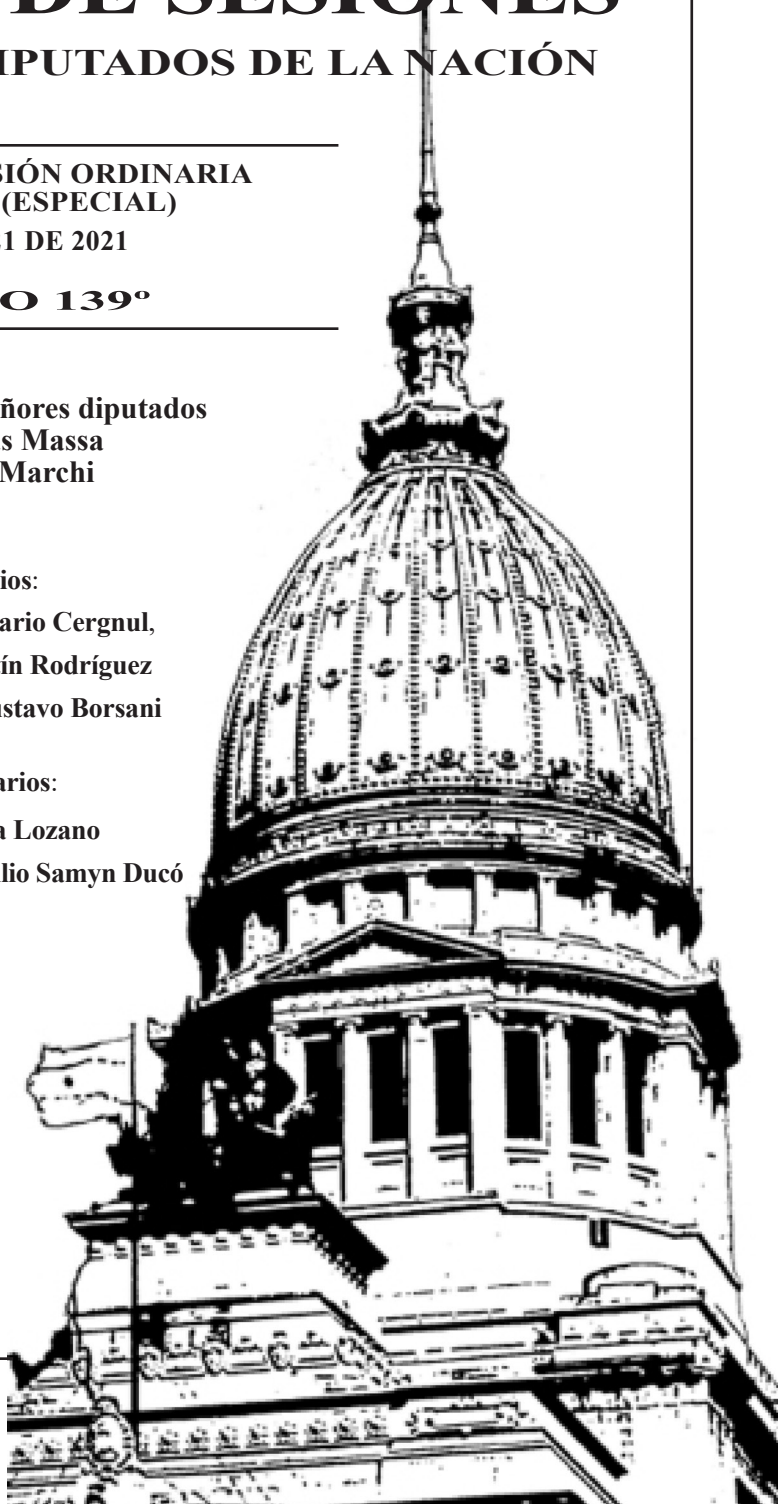 DE SESIONES
IPUTADOS DE LA NACIÓN
SIÓN ORDINARIA
(ESPECIAL)
1 DE 2021
O 139º
ñores diputados
s Massa
Marchi
ios:
ario Cergnul,
tín Rodríguez
ustavo Borsani
arios:
a Lozano
lio Samyn Ducó